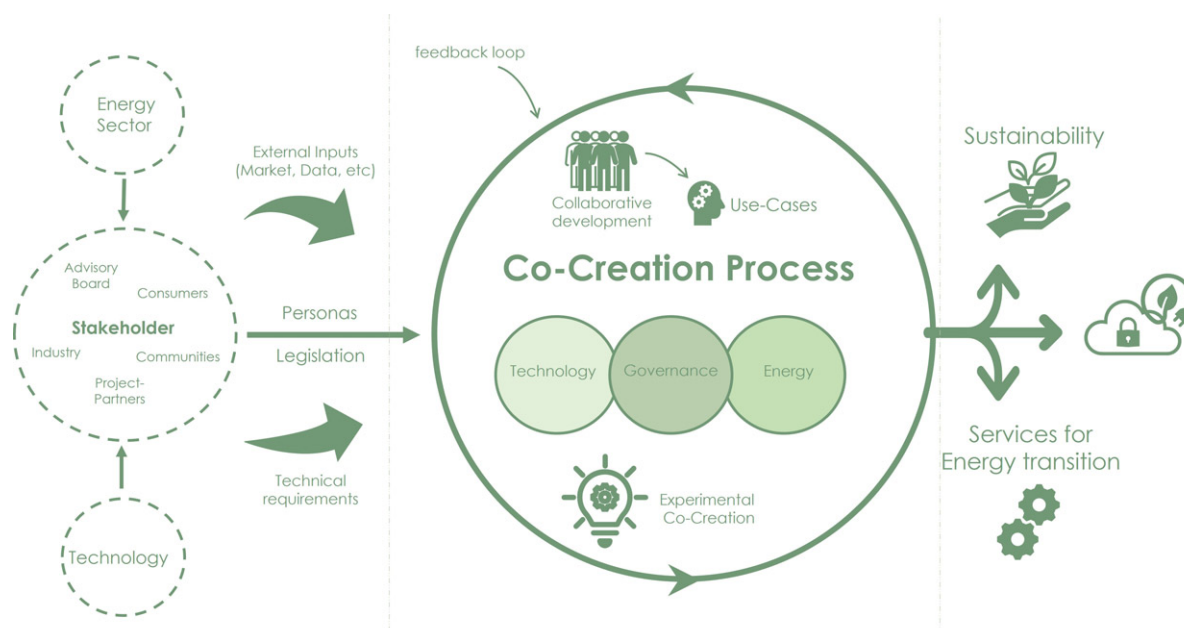 Energy
Sector
Advisory
Board
Consumers
Stakeholder
Industry
Communities
Project-
Partners
Technology
External Inputs
(Market, Data, etc)
Personas
Legislation
Technical
requirements
feedback loop
Collaborative
development
Use-Cases
Co-Creation Process
Technology
Governance
Energy
Experimental
Co-Creation
Sustainability
Services for
Energy transition